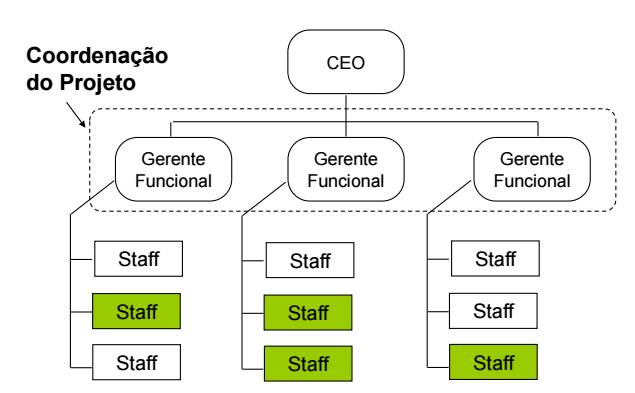 Coordenação
do Projeto
CEO
Gerente
Funcional
Gerente
Funcional
Gerente
Funcional
Staff
Staff
Staff
Staff
Staff
Staff
Staff
Staff
Staff